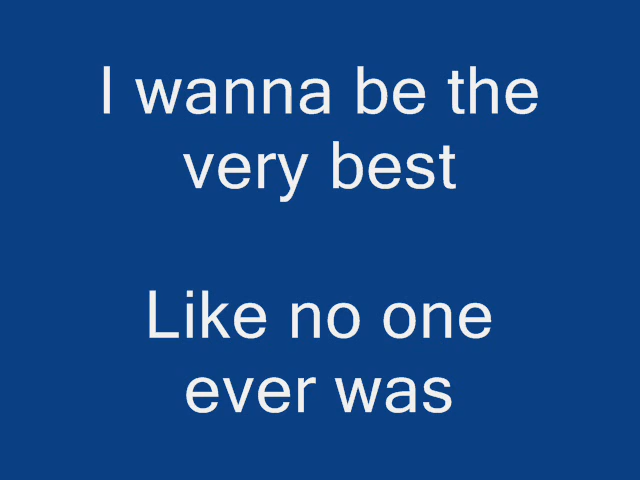 I wanna be the
very best
Like no one
ever was